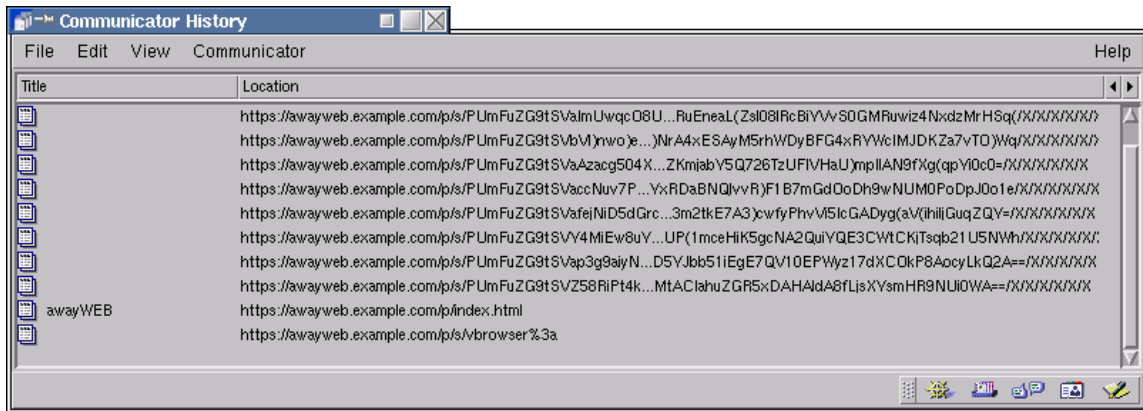 Communicator History
File Edit View Communicator Help
Title Location
https://awayweb.example.com/p/s/PUmFuZG9tSValmUwqcO8U...RuEneaL(Zsl08lRcBiYVvS0GMRuwiz4NxdzMrHSq(/X/X/X/X/X/X
https://awayweb.example.com/p/s/PUmFuZG9tSVbVl)nwo)e...)NrA4xESAyM5rhWDyBFG4xRYWclMJDKZa7vTO)Wq/X/X/X/X/X/X
https://awayweb.example.com/p/s/PUmFuZG9tSVaAzacg504X...ZKmjabY5Q726TzUFlVHaU)mpllAN9fXg(qpYi0c0=/X/X/X/X/X/X
https://awayweb.example.com/p/s/PUmFuZG9tSVaccNuv7P...YxRDaBNQlvvR)F1B7mGdOoDh9wNUM0PoDpJ0o1e/X/X/X/X/X/X
https://awayweb.example.com/p/s/PUmFuZG9tSVafejNiD5dGrc...3m2tkE7A3)cwfyPhvVl5lcGADyg(aV(ihiljGuqZQY=/X/X/X/X/X/X
https://awayweb.example.com/p/s/PUmFuZG9tSVY4MiEw8uY...UP(1mceHiK5gcNA2QuiYQE3CWtCKjTsqb21U5NWh/X/X/X/X/X/
https://awayweb.example.com/p/s/PUmFuZG9tSVap3g9aiyN...D5YJbb51iEgE7QV10EPWyz17dXCOkP8AocyLkQ2A==/X/X/X/X/X/X
https://awayweb.example.com/p/s/PUmFuZG9tSVZ58RiPt4k...MtAClahuZGR5xDAHAldA8fLjsXYsmHR9NUi0WA==/X/X/X/X/X/X
awayWEB https://awayweb.example.com/p/index.html
https://awayweb.example.com/p/s/vbrowser%3a